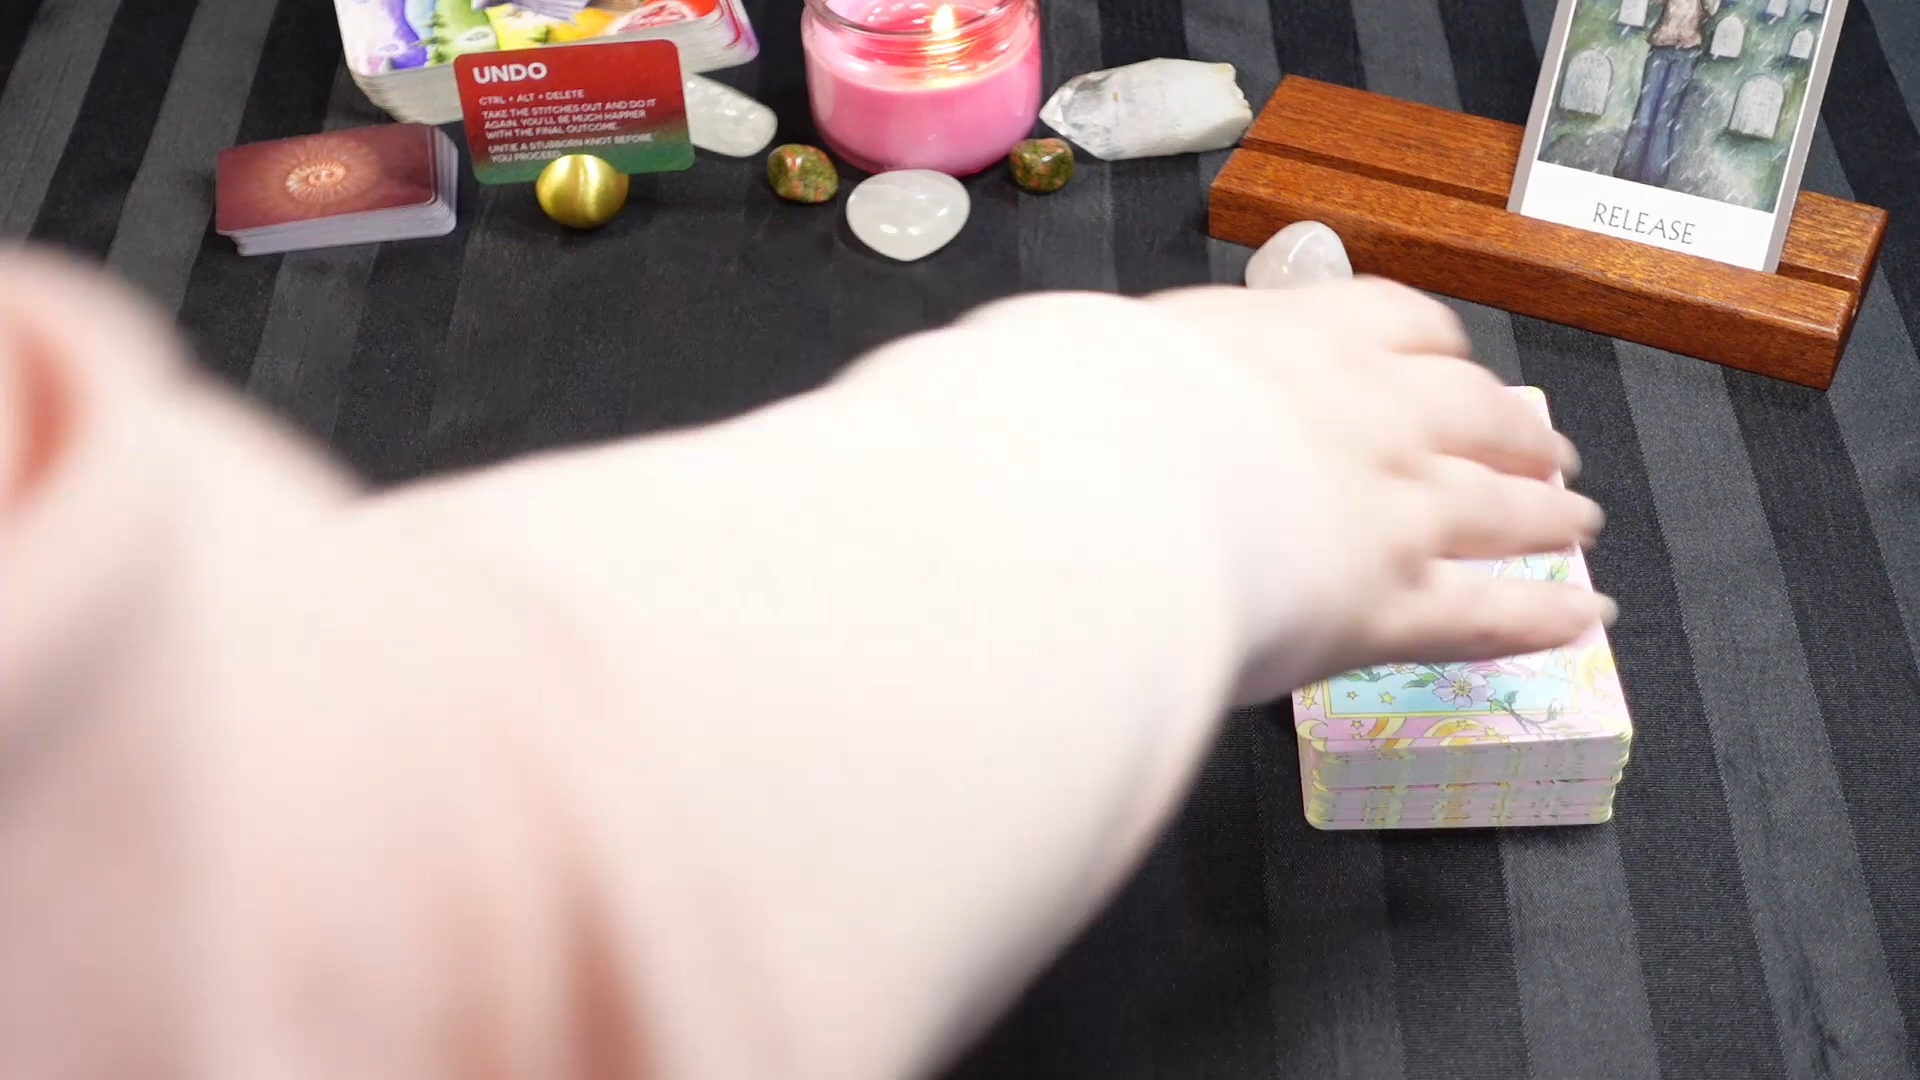 UNDO
CTRL + ALT + DELETE
TAKE THE STITCHES OUT AND DO IT
AGAIN. YOU'LL BE MUCH HAPPIER
WITH THE FINAL OUTCOME.
UNTIE A STUBBORN KNOT BEFORE
YOU PROCEED.
RELEASE